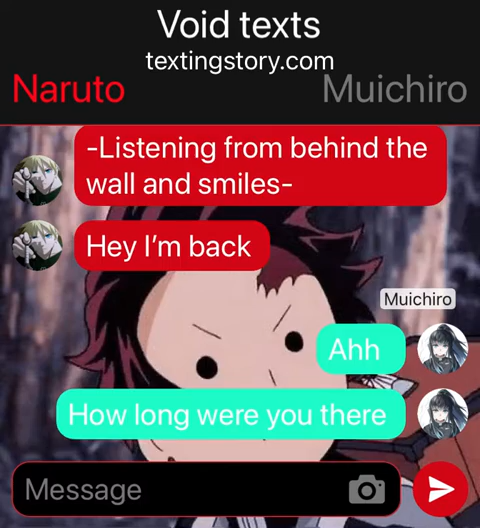 Void texts
textingstory.com
Naruto Muichiro
-Listening from behind the
wall and smiles-
Hey I’m back
Muichiro
Ahh
How long were you there
Message